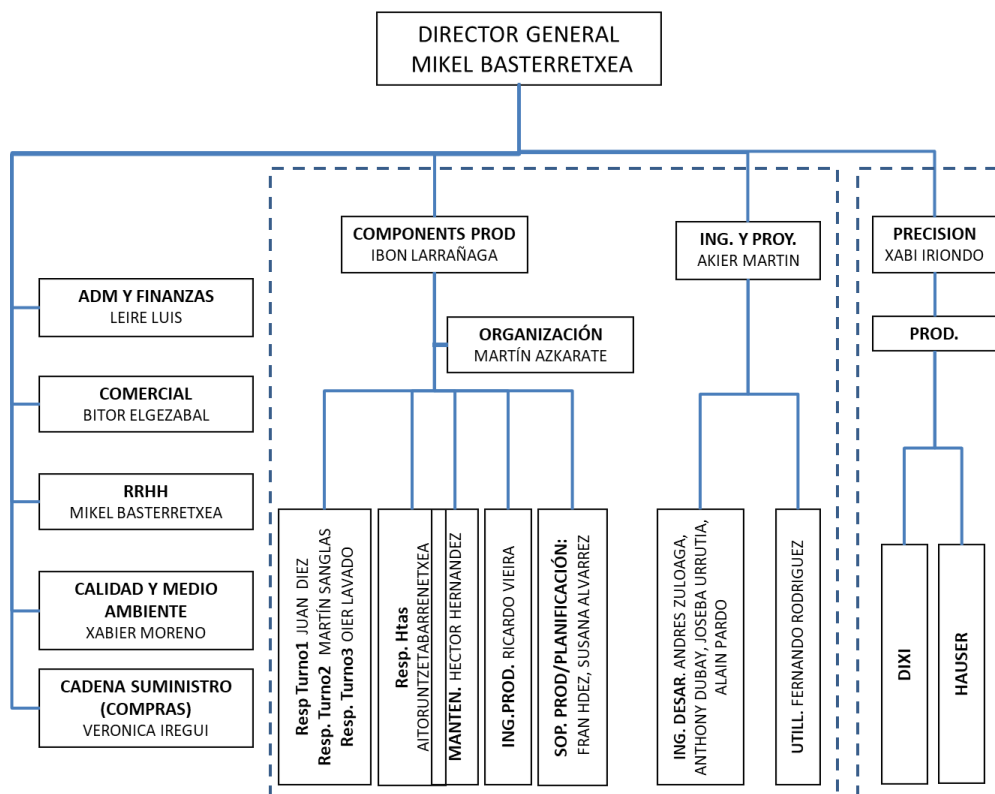 DIRECTOR GENERAL
MIKEL BASTERRETXEA
COMPONENTS PROD
IBON LARRAÑAGA
ING. Y PROY.
AKIER MARTIN
PRECISION
XABI IRIONDO
ADM Y FINANZAS
LEIRE LUIS
ORGANIZACIÓN
MARTÍN AZKARATE
PROD.
COMERCIAL
BITOR ELGEZABAL
RRHH
MIKEL BASTERRETXEA
CALIDAD Y MEDIO
AMBIENTE
XABIER MORENO
CADENA SUMINISTRO
(COMPRAS)
VERONICA IREGUI
Resp Turno1 JUAN DIEZ
Resp. Turno2 MARTÍN SANGLAS
Resp. Turno3 OIER LAVADO
Resp. Htas
AITORUNTZETABARRENETXEA
MANTEN. HECTOR HERNANDEZ
ING.PROD. RICARDO VIEIRA
SOP. PROD/PLANIFICACIÓN:
FRAN HDEZ, SUSANA ALVARREZ
ING. DESAR. ANDRES ZULOAGA,
ANTHONY DUBAY, JOSEBA URRUTIA,
ALAIN PARDO
UTILL. FERNANDO RODRIGUEZ
DIXI
HAUSER